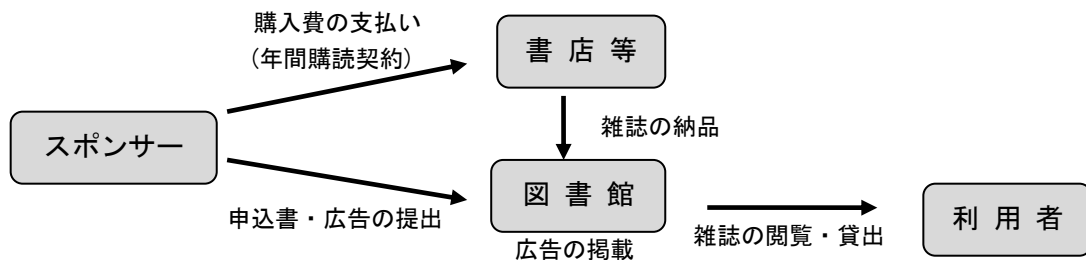 購入費の支払い
(年間購読契約)
書店等
スポンサー
雑誌の納品
図書館
申込書・広告の提出
広告の掲載
雑誌の閲覧・貸出
利用者